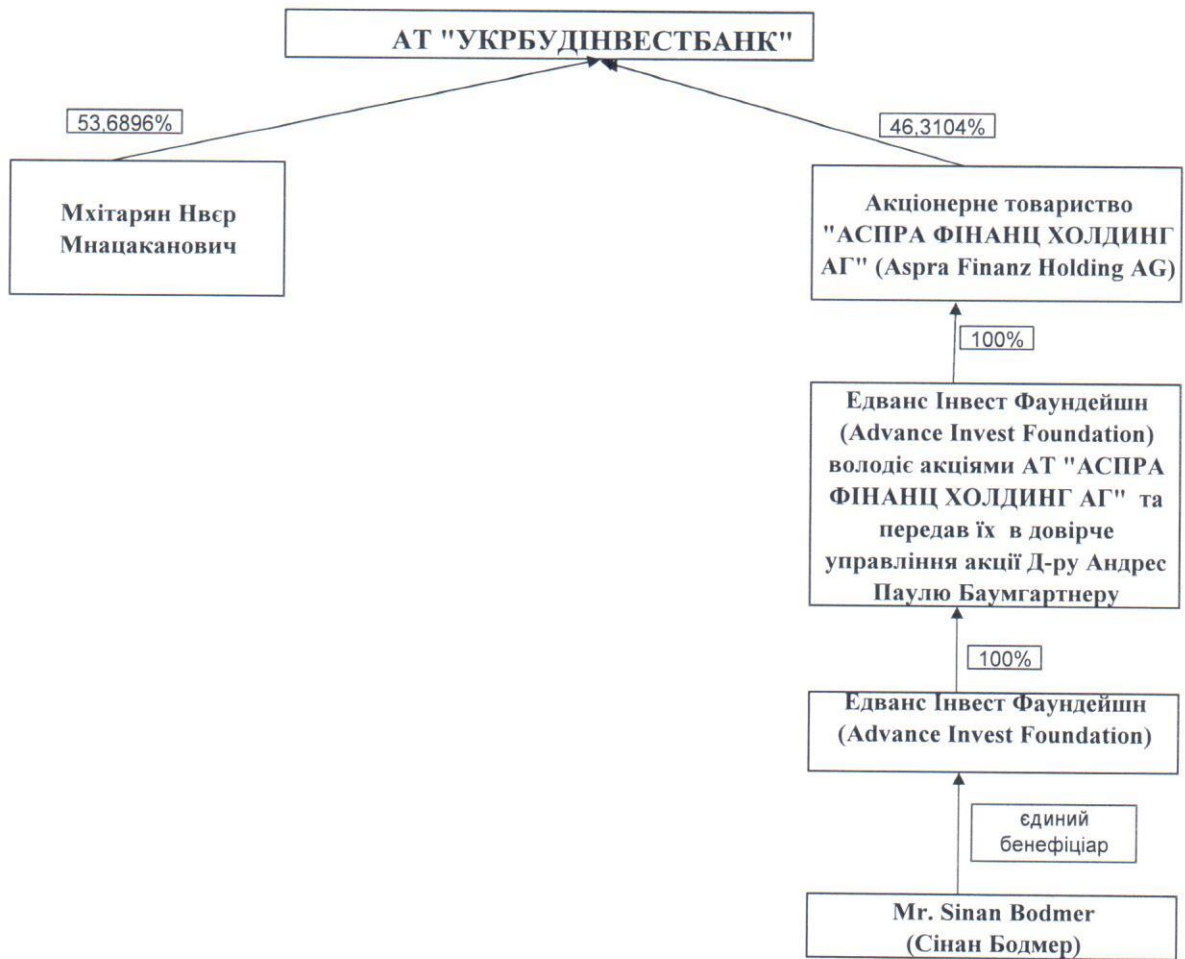 АТ "УКРБУДІНВЕСТБАНК"
53,6896%
46,3104%
Мхітарян Нвєр
Мнацаканович
Акціонерне товариство
"АСПРА ФІНАНЦ ХОЛДИНГ
АГ" (Aspra Finanz Holding AG)
100%
Едванс Інвест Фаундейшн
(Advance Invest Foundation)
володіє акціями АТ "АСПРА
ФІНАНЦ ХОЛДИНГ АГ" та
передав їх в довірче
управління акції Д-ру Андрес
Паулю Баумгартнеру
100%
Едванс Інвест Фаундейшн
(Advance Invest Foundation)
єдиний
бенефіціар
Mr. Sinan Bodmer
(Сінан Бодмер)